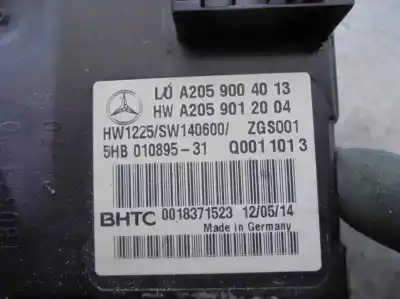 LÚ A205 900 40 13
HW A205 901 20 04
HW1225/SW140600/ ZGS001
5HB 010895-31 Q0011013
BHTC 0018371523 12/05/14
Made in Germany